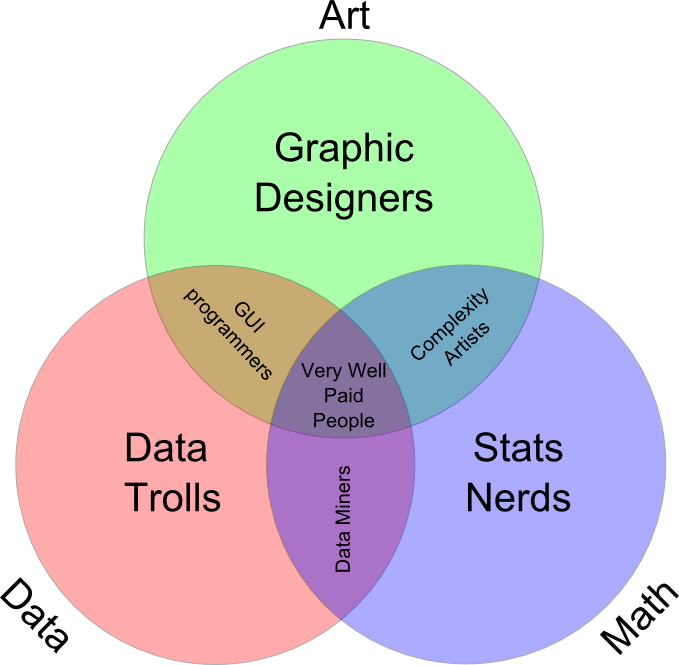 Art
Graphic
Designers
GUI
programmers
Complexity
Artists
Very Well
Paid
People
Data
Trolls
Stats
Nerds
Data Miners
Data
Math